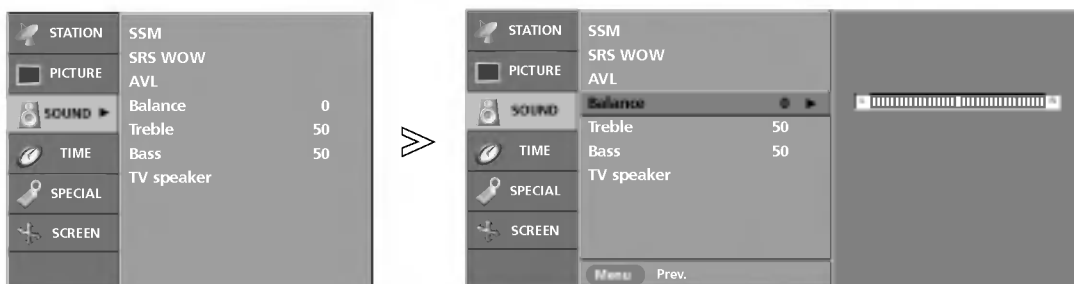 STATION
PICTURE
SOUND ►
TIME
SPECIAL
SCREEN
SSM
SRS WOW
AVL
Balance 0
Treble 50
Bass 50
TV speaker
STATION
PICTURE
SOUND
TIME
SPECIAL
SCREEN
SSM
SRS WOW
AVL
Balance 0 ►
Treble 50
Bass 50
TV speaker
Menu Prev.